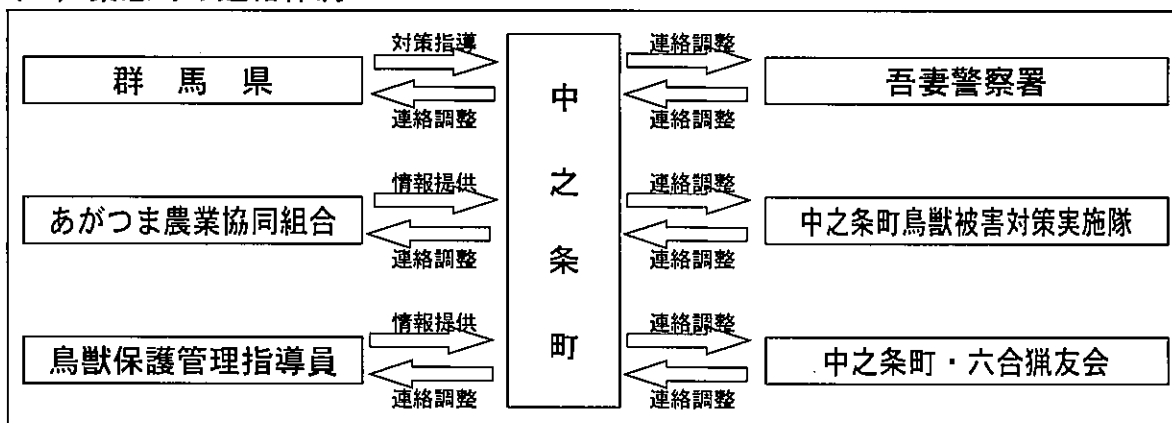 対策指導
連絡調整
群馬県
吾妻警察署
連絡調整
連絡調整
中之条町
情報提供
連絡調整
あがつま農業協同組合
中之条町鳥獣被害対策実施隊
連絡調整
連絡調整
情報提供
連絡調整
鳥獣保護管理指導員
中之条町・六合猟友会
連絡調整
連絡調整